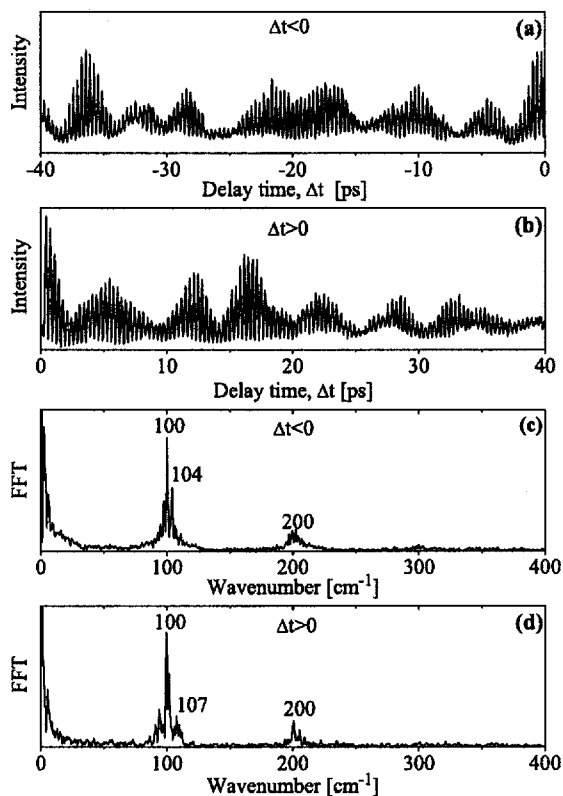 Δt<0
(a)
Intensity
-40 -30 -20 -10 0
Delay time, Δt [ps]
Δt>0
(b)
Intensity
0 10 20 30 40
Delay time, Δt [ps]
100
Δt<0
(c)
104
200
FFT
0 100 200 300 400
Wavenumber [cm⁻¹]
100
Δt>0
(d)
107
200
FFT
0 100 200 300 400
Wavenumber [cm⁻¹]